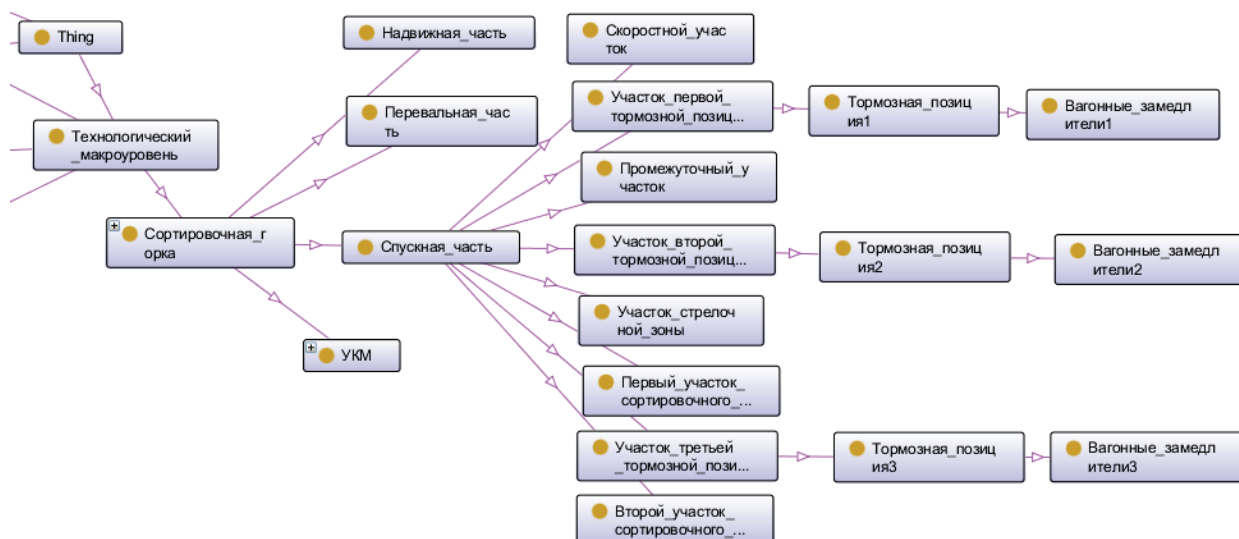 Thing
Надвижная_часть
Скоростной_учас
ток
Участок_первой_
тормозной_позиц...
Тормозная_позиц
ия1
Вагонные_замедл
ители1
Перевальная_час
ть
Технологический
_макроуровень
Промежуточный_у
часток
Сортировочная_г
орка
Спускная_часть
Участок_второй_
тормозной_позиц...
Тормозная_позиц
ия2
Вагонные_замедл
ители2
Участок_стрелоч
ной_зоны
УКМ
Первый_участок_
сортировочного_...
Участок_третьей
_тормозной_пози...
Тормозная_позиц
ия3
Вагонные_замедл
ители3
Второй_участок_
сортировочного_...